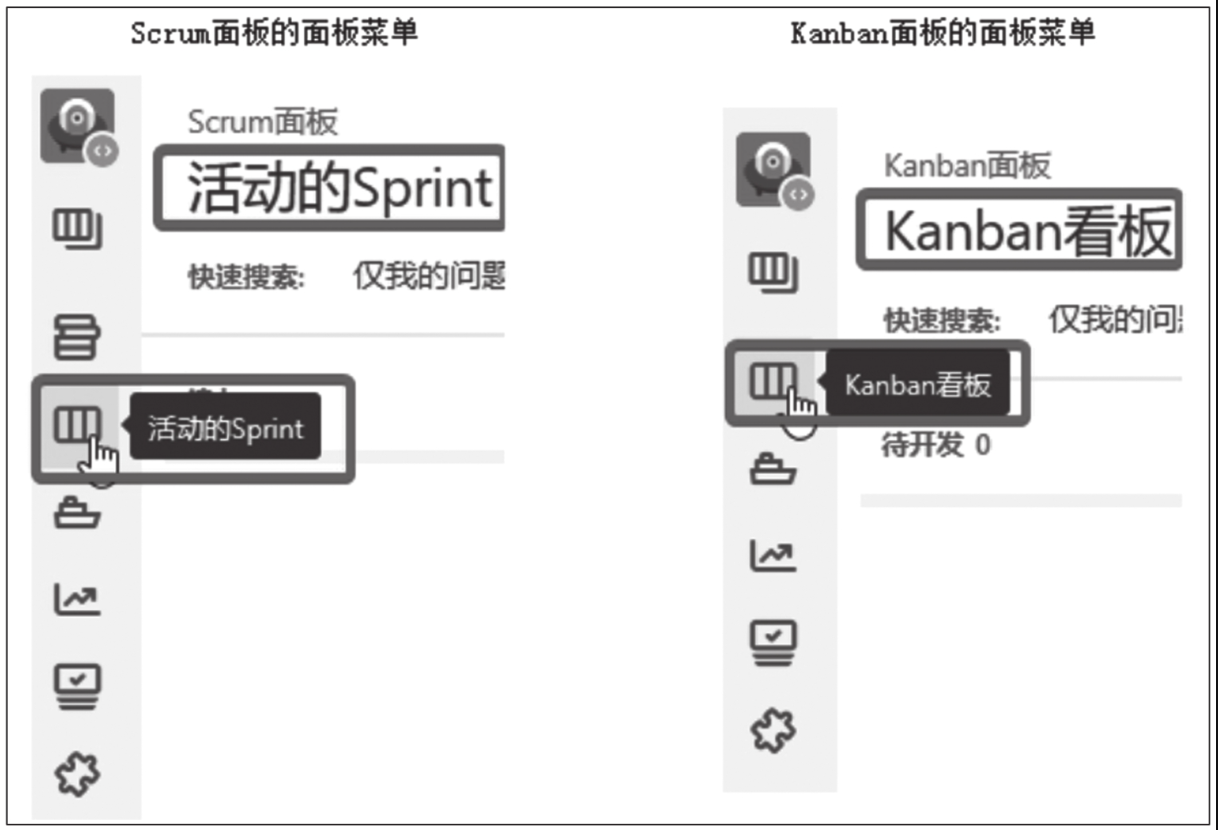 Scrum面板的面板菜单
Scrum面板
活动的Sprint
快速搜索: 仅我的问题
活动的Sprint
Kanban面板的面板菜单
Kanban面板
Kanban看板
快速搜索: 仅我的问
Kanban看板
待开发 0